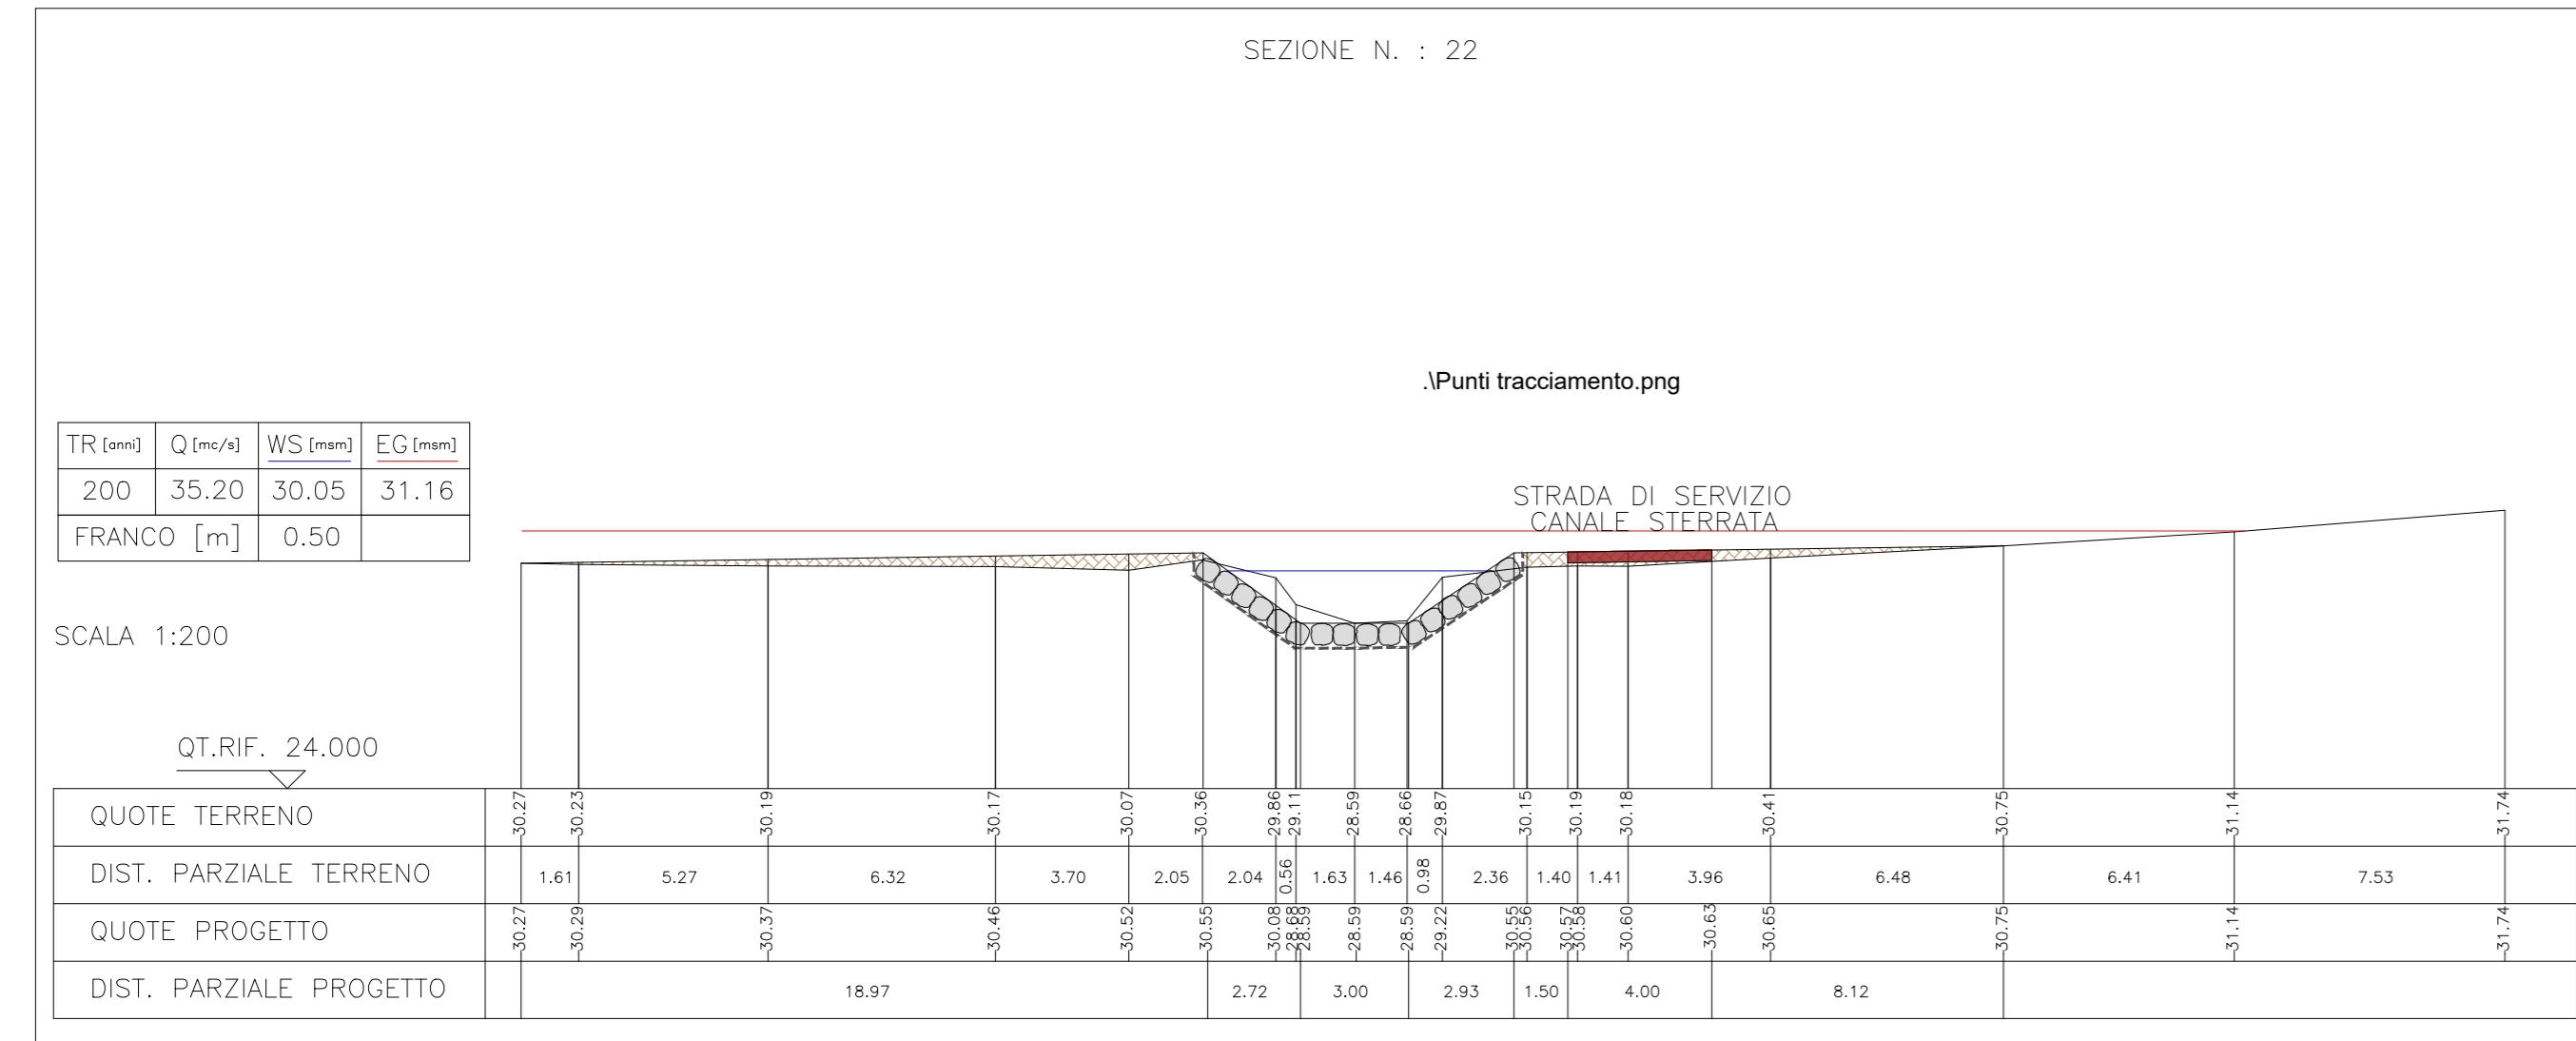 SEZIONE N. : 22
.\Punti tracciamento.png
TR [anni] Q [mc/s] WS [msm] EG [msm]
200 35.20 30.05 31.16
FRANCO [m] 0.50
STRADA DI SERVIZIO
CANALE STERRATA
SCALA 1:200
QT.RIF. 24.000
QUOTE TERRENO 30.27 30.23 30.19 30.17 30.07 30.36 29.86 29.11 28.59 28.66 29.87 30.15 30.19 30.18 30.41 30.75 31.14 31.74
DIST. PARZIALE TERRENO 1.61 5.27 6.32 3.70 2.05 2.04 0.56 1.63 1.46 0.98 2.36 1.40 1.41 3.96 6.48 6.41 7.53
QUOTE PROGETTO 30.27 30.29 30.37 30.46 30.52 30.55 30.08 28.68 28.59 28.59 28.59 29.22 30.55 30.56 30.57 30.58 30.60 30.63 30.65 30.75 31.14 31.74
DIST. PARZIALE PROGETTO 18.97 2.72 3.00 2.93 1.50 4.00 8.12